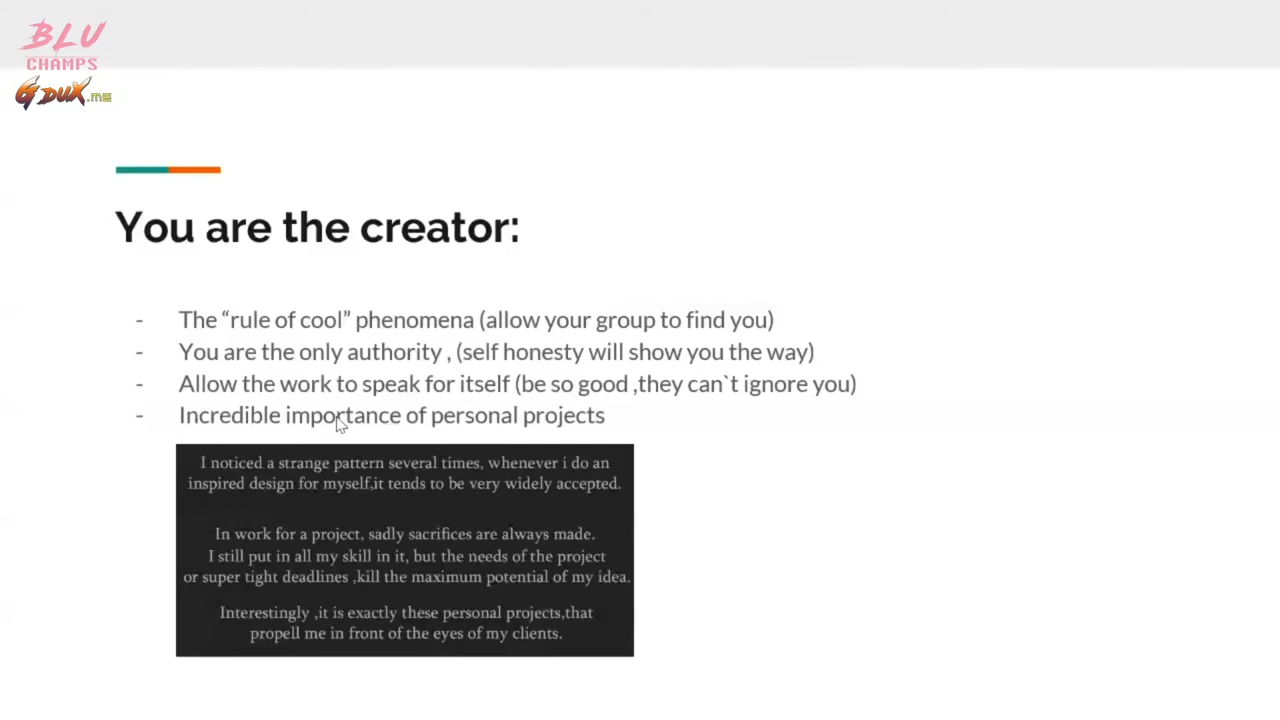 BLU
CHAMPS
G DUX.ME
You are the creator:
- The “rule of cool” phenomena (allow your group to find you)
- You are the only authority , (self honesty will show you the way)
- Allow the work to speak for itself (be so good ,they can`t ignore you)
- Incredible importance of personal projects
I noticed a strange pattern several times, whenever i do an
inspired design for myself,it tends to be very widely accepted.
In work for a project, sadly sacrifices are always made.
I still put in all my skill in it, but the needs of the project
or super tight deadlines ,kill the maximum potential of my idea.
Interestingly ,it is exactly these personal projects,that
propell me in front of the eyes of my clients.